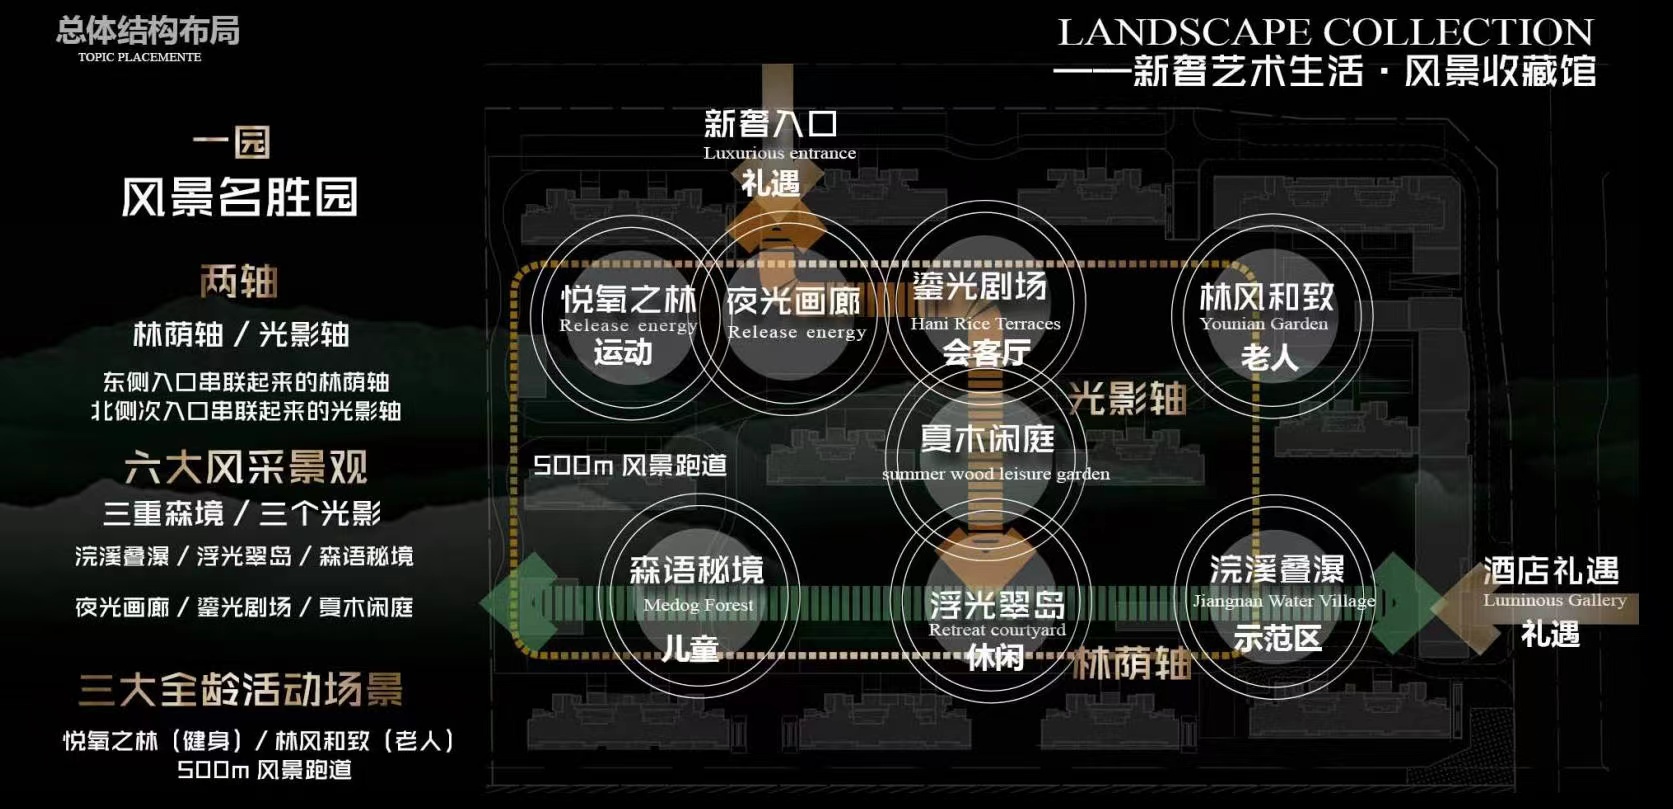 总体结构布局
TOPIC PLACEMENTE
LANDSCAPE COLLECTION
——新奢艺术生活·风景收藏馆
一园
风景名胜园
两轴
林荫轴 / 光影轴
东侧入口串联起来的林荫轴
北侧次入口串联起来的光影轴
六大风采景观
三重森境 / 三个光影
浣溪叠瀑 / 浮光翠岛 / 森语秘境
夜光画廊 / 鎏光剧场 / 夏木闲庭
三大全龄活动场景
悦氧之林（健身）/ 林风和致（老人）
500m 风景跑道
新奢入口
Luxurious entrance
礼遇
悦氧之林
Release energy
运动
夜光画廊
Release energy
鎏光剧场
Hani Rice Terraces
会客厅
林风和致
Younian Garden
老人
光影轴
夏木闲庭
summer wood leisure garden
500m 风景跑道
森语秘境
Medog Forest
儿童
浮光翠岛
Retreat courtyard
休闲
林荫轴
浣溪叠瀑
Jiangnan Water Village
示范区
酒店礼遇
Luminous Gallery
礼遇